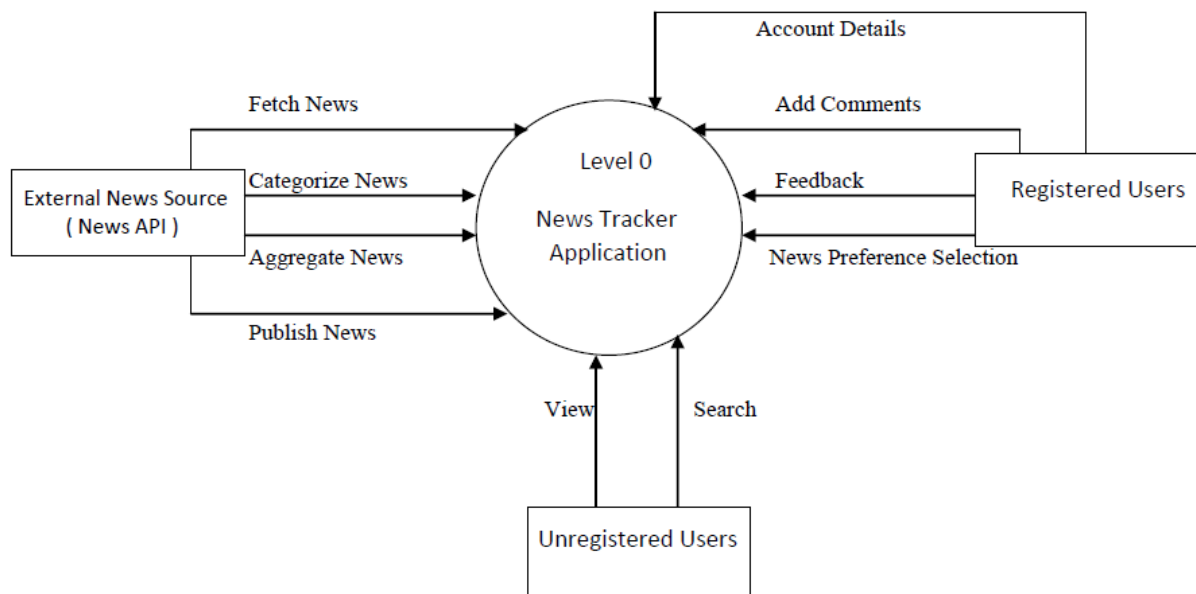 Account Details
Fetch News
Add Comments
Level 0
Categorize News
Feedback
External News Source
( News API )
Registered Users
News Tracker
Application
Aggregate News
News Preference Selection
Publish News
View
Search
Unregistered Users